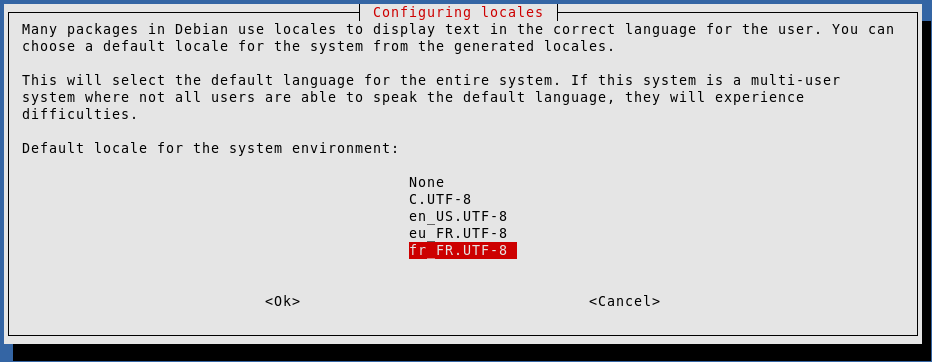 Configuring locales
Many packages in Debian use locales to display text in the correct language for the user. You can
choose a default locale for the system from the generated locales.
This will select the default language for the entire system. If this system is a multi-user
system where not all users are able to speak the default language, they will experience
difficulties.
Default locale for the system environment:
None
C.UTF-8
en_US.UTF-8
eu_FR.UTF-8
fr_FR.UTF-8
<Ok> <Cancel>